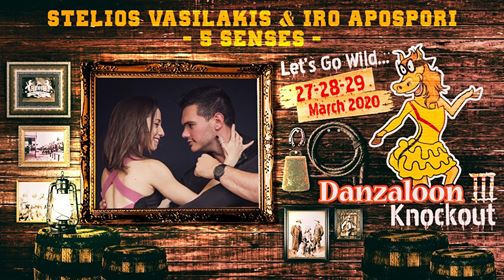 STELIOS VASILAKIS & IRO APOSPORI
- 5 SENSES -
Let's Go Wild...
27-28-29
March 2020
Danzaloon III
Knockout